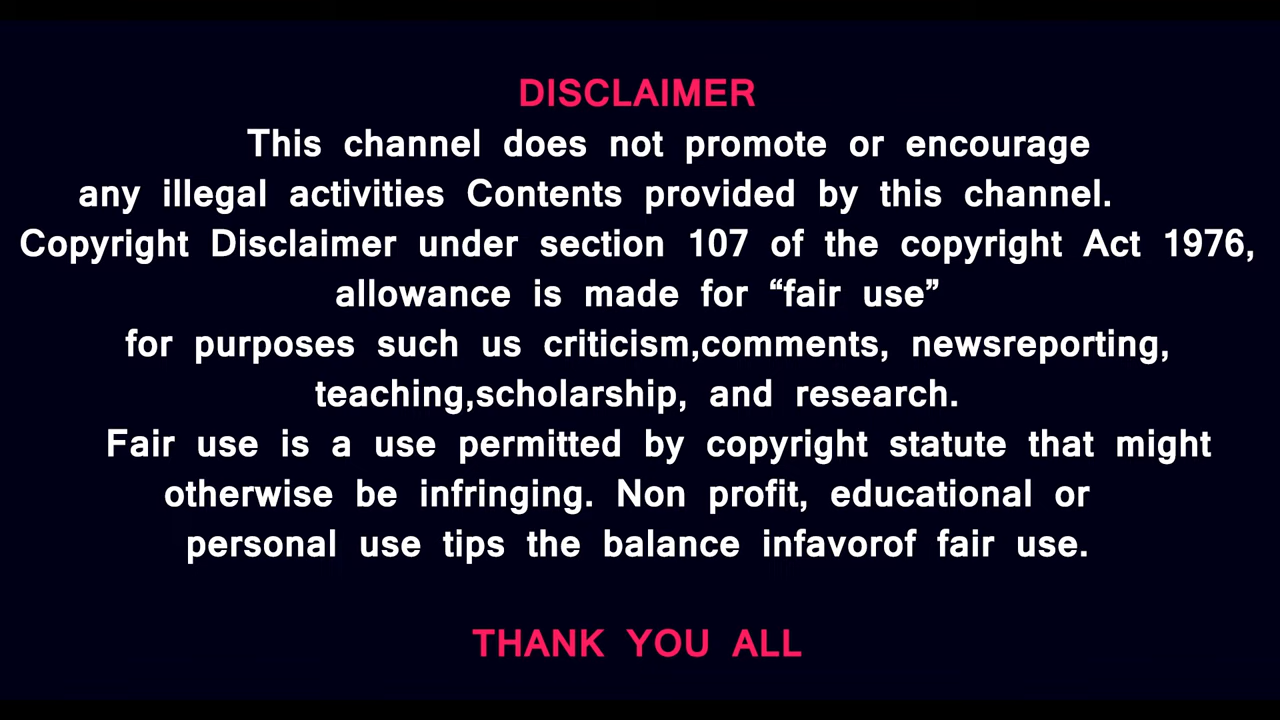 DISCLAIMER
This channel does not promote or encourage
any illegal activities Contents provided by this channel.
Copyright Disclaimer under section 107 of the copyright Act 1976,
allowance is made for “fair use”
for purposes such us criticism,comments, newsreporting,
teaching,scholarship, and research.
Fair use is a use permitted by copyright statute that might
otherwise be infringing. Non profit, educational or
personal use tips the balance infavorof fair use.
THANK YOU ALL